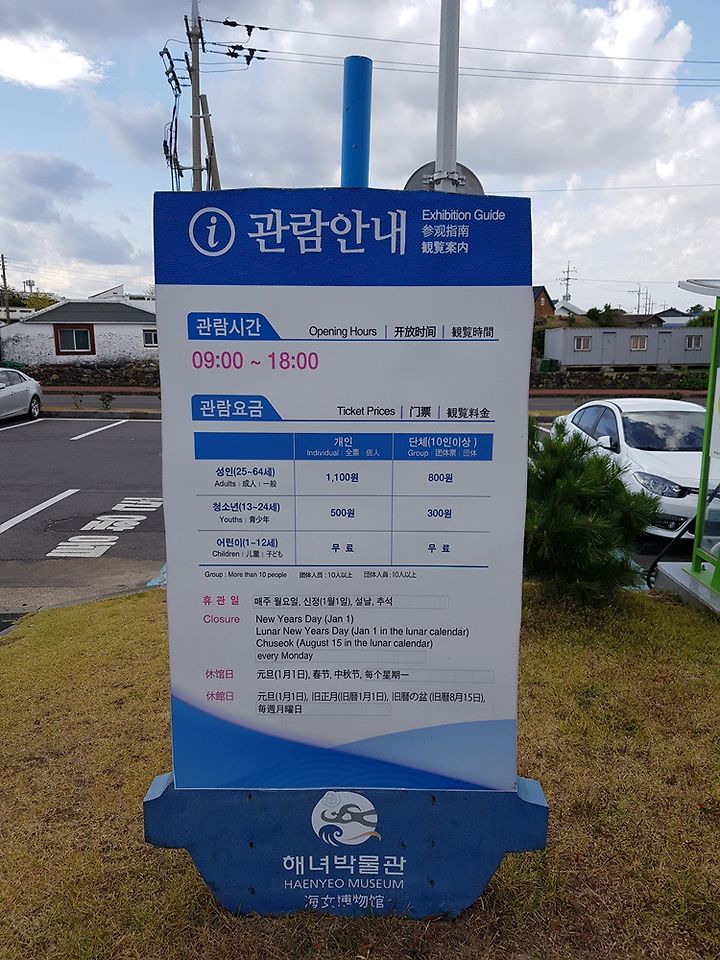 i 관람안내 Exhibition Guide
参观指南
観覧案内
관람시간 Opening Hours | 开放时间 | 観覧時間
09:00 ~ 18:00
관람요금 Ticket Prices | 门票 | 観覧料金
개인 단체(10인이상)
Individual | 全票 | 個人 Group | 团体票 | 団体
성인(25~64세) 1,100원 800원
Adults | 成人 | 一般
청소년(13~24세) 500원 300원
Youths | 青少年
어린이(1~12세) 무 료 무 료
Children | 儿童 | 子ども
Group : More than 10 people 团体人员 : 10人以上 団体人員 : 10人以上
휴 관 일 매주 월요일, 신정(1월1일), 설날, 추석
Closure New Years Day (Jan 1)
Lunar New Years Day (Jan 1 in the lunar calendar)
Chuseok (August 15 in the lunar calendar)
every Monday
休馆日 元旦(1月1日), 春节, 中秋节, 每个星期一
休館日 元旦(1月1日), 旧正月(旧暦1月1日), 旧暦の盆 (旧暦8月15日),
毎週月曜日
해녀박물관
HAENYEO MUSEUM
海女博物馆